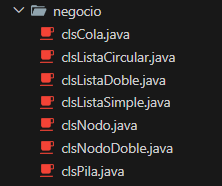 negocio
clsCola.java
clsListaCircular.java
clsListaDoble.java
clsListaSimple.java
clsNodo.java
clsNodoDoble.java
clsPila.java